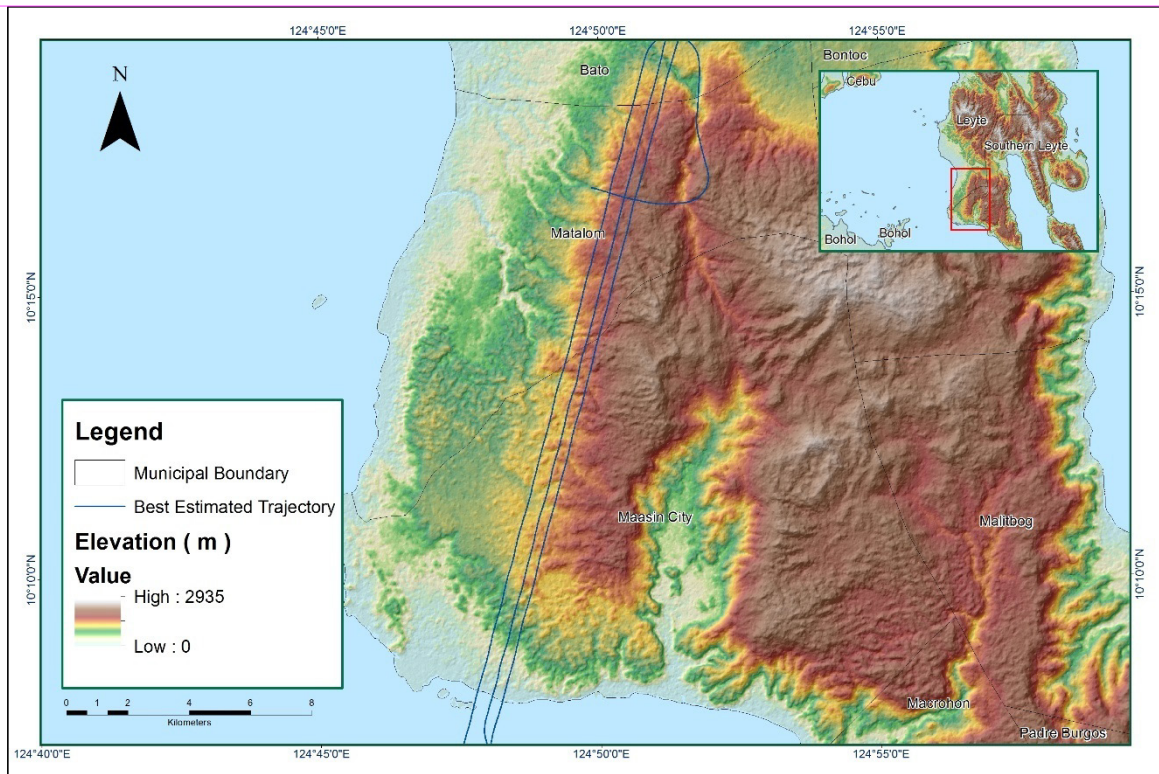 124°45'0"E
124°50'0"E
124°55'0"E
N
Bato
Bontoc
Cebu
Leyte
Southern Leyte
Bohol
Bohol
Matalom
10°15'0"N
10°15'0"N
Legend
Municipal Boundary
Best Estimated Trajectory
Elevation ( m )
Value
High : 2935
Low : 0
Maasin City
Malitbog
10°10'0"N
10°10'0"N
Macrohon
Padre Burgos
0 1 2 4 6 8
Kilometers
124°40'0"E
124°45'0"E
124°50'0"E
124°55'0"E